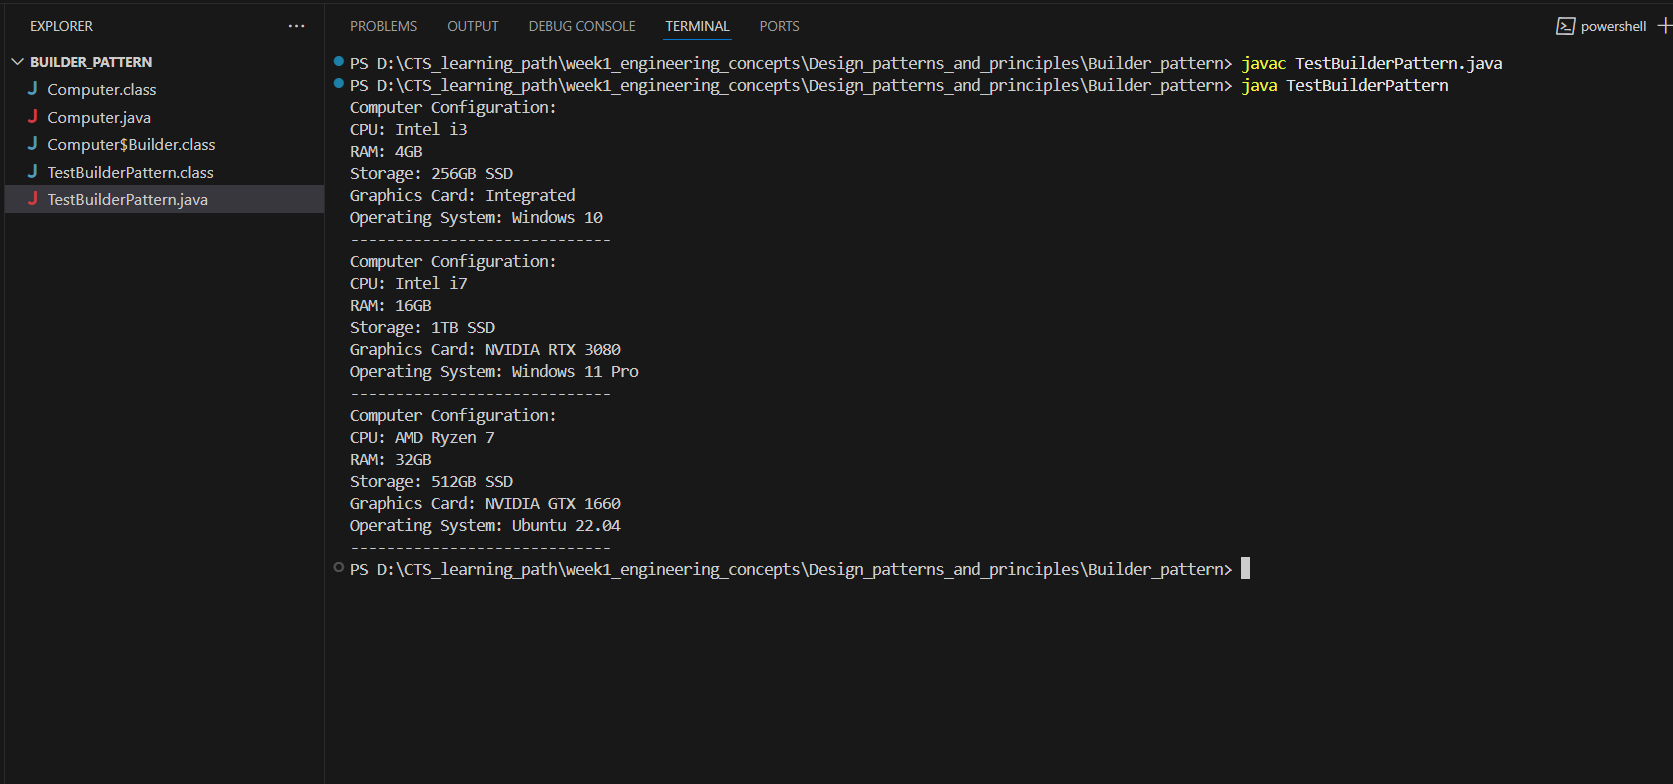 EXPLORER ...
BUILDER_PATTERN
J Computer.class
J Computer.java
J Computer$Builder.class
J TestBuilderPattern.class
J TestBuilderPattern.java
PROBLEMS OUTPUT DEBUG CONSOLE TERMINAL PORTS powershell +
PS D:\CTS_learning_path\week1_engineering_concepts\Design_patterns_and_principles\Builder_pattern> javac TestBuilderPattern.java
PS D:\CTS_learning_path\week1_engineering_concepts\Design_patterns_and_principles\Builder_pattern> java TestBuilderPattern
Computer Configuration:
CPU: Intel i3
RAM: 4GB
Storage: 256GB SSD
Graphics Card: Integrated
Operating System: Windows 10
-----------------------------
Computer Configuration:
CPU: Intel i7
RAM: 16GB
Storage: 1TB SSD
Graphics Card: NVIDIA RTX 3080
Operating System: Windows 11 Pro
-----------------------------
Computer Configuration:
CPU: AMD Ryzen 7
RAM: 32GB
Storage: 512GB SSD
Graphics Card: NVIDIA GTX 1660
Operating System: Ubuntu 22.04
-----------------------------
PS D:\CTS_learning_path\week1_engineering_concepts\Design_patterns_and_principles\Builder_pattern>